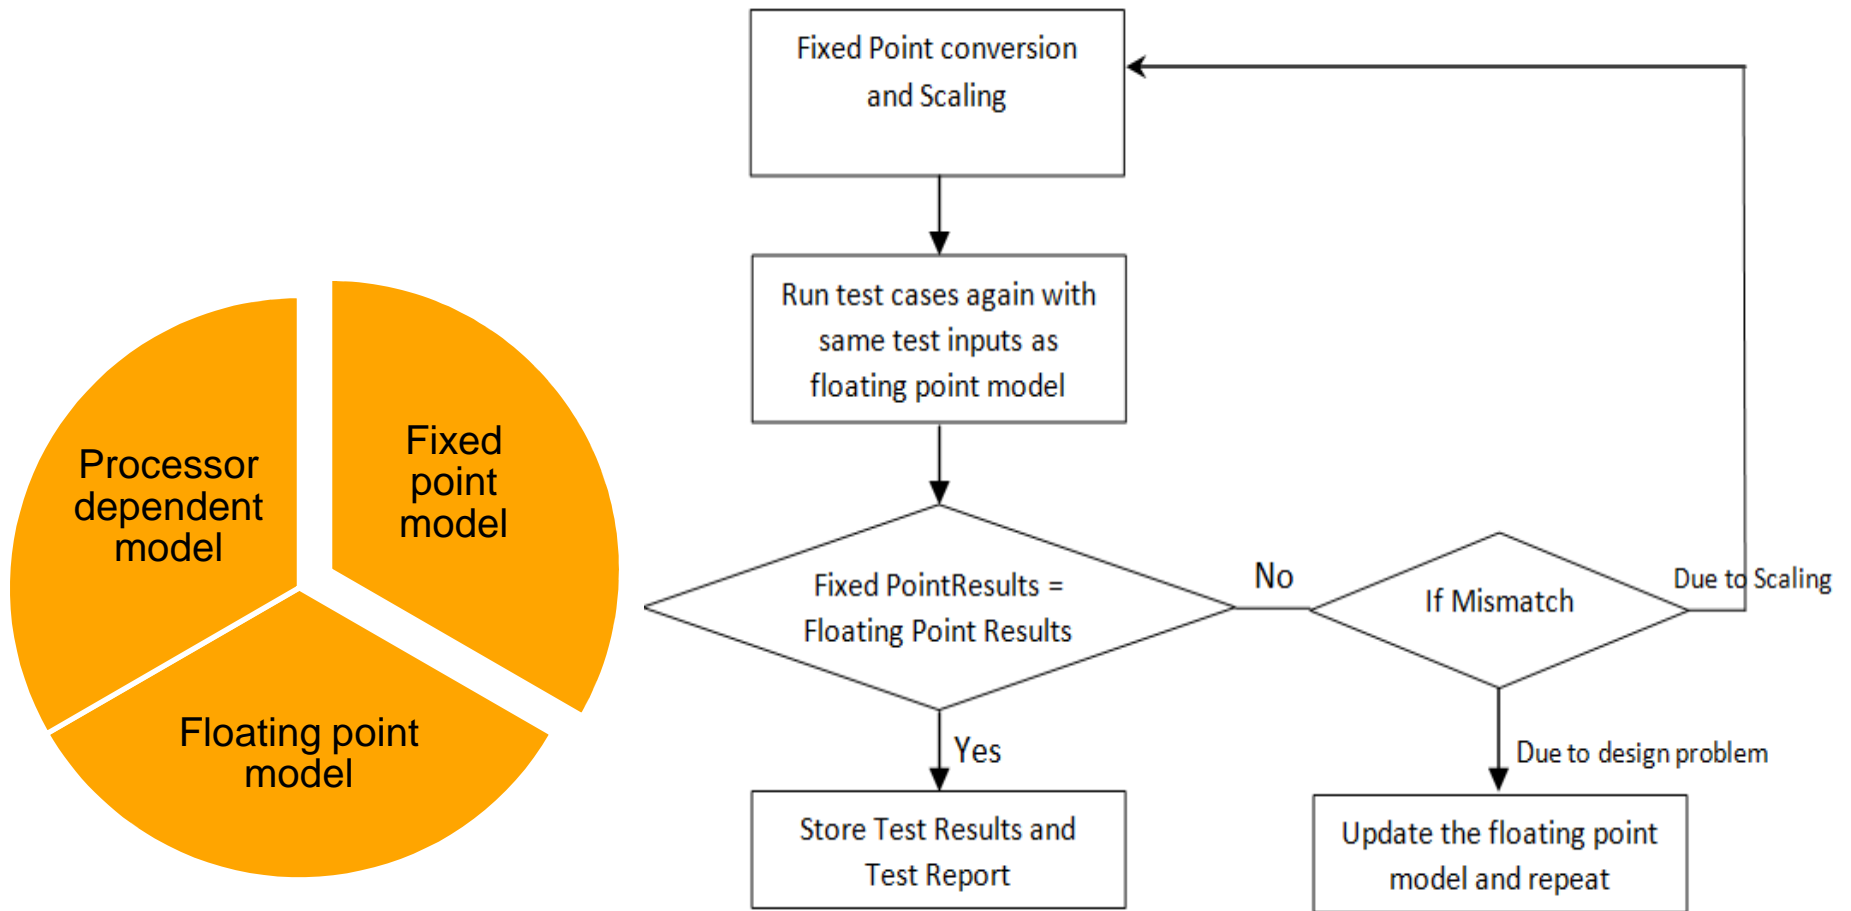 Processor
dependent
model
Fixed
point
model
Floating point
model
Fixed Point conversion
and Scaling
Run test cases again with
same test inputs as
floating point model
Fixed PointResults =
Floating Point Results
No
If Mismatch
Due to Scaling
Yes
Due to design problem
Store Test Results and
Test Report
Update the floating point
model and repeat